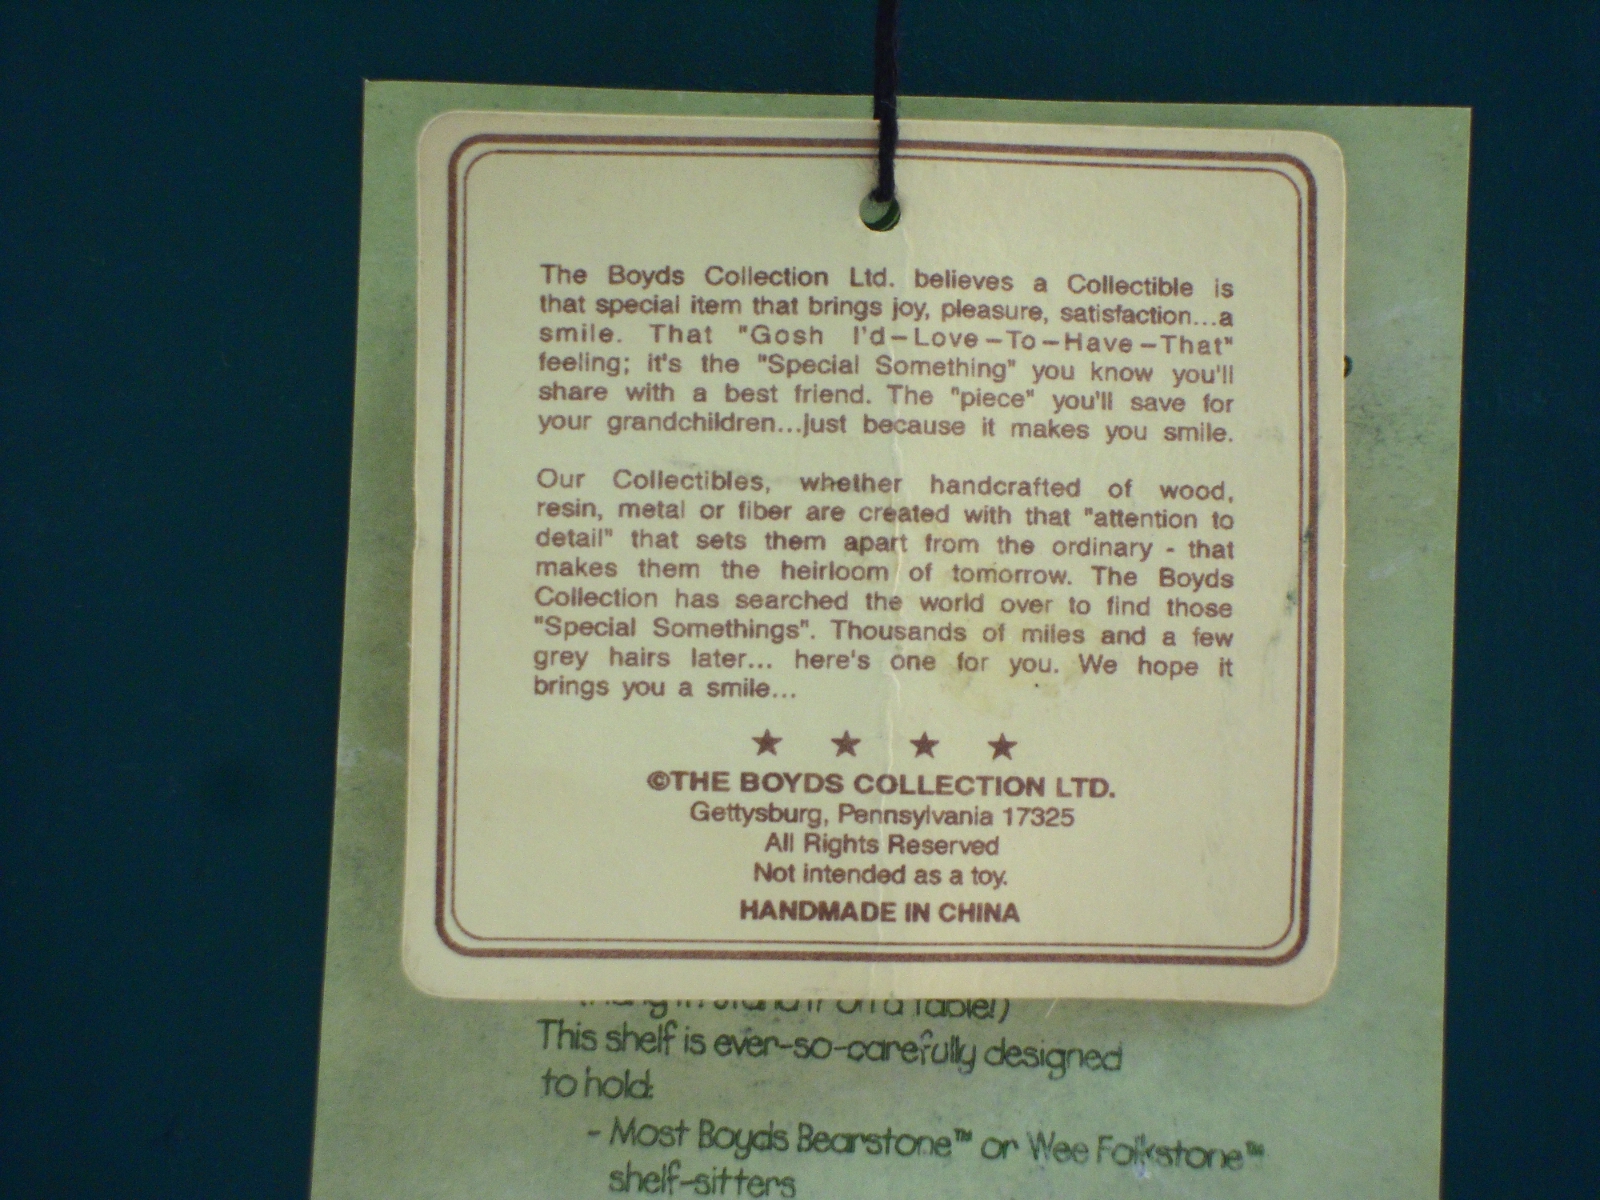 The Boyds Collection Ltd. believes a Collectible is
that special item that brings joy, pleasure, satisfaction...a
smile. That "Gosh I'd-Love-To-Have-That"
feeling; it's the "Special Something" you know you'll
share with a best friend. The "piece" you'll save for
your grandchildren...just because it makes you smile.
Our Collectibles, whether handcrafted of wood,
resin, metal or fiber are created with that "attention to
detail" that sets them apart from the ordinary - that
makes them the heirloom of tomorrow. The Boyds
Collection has searched the world over to find those
"Special Somethings". Thousands of miles and a few
grey hairs later... here's one for you. We hope it
brings you a smile...
★ ★ ★ ★
©THE BOYDS COLLECTION LTD.
Gettysburg, Pennsylvania 17325
All Rights Reserved
Not intended as a toy.
HANDMADE IN CHINA
on a table!)
This shelf is ever-so-carefully designed
to hold:
- Most Boyds Bearstone™ or Wee Folkstone™
shelf-sitters